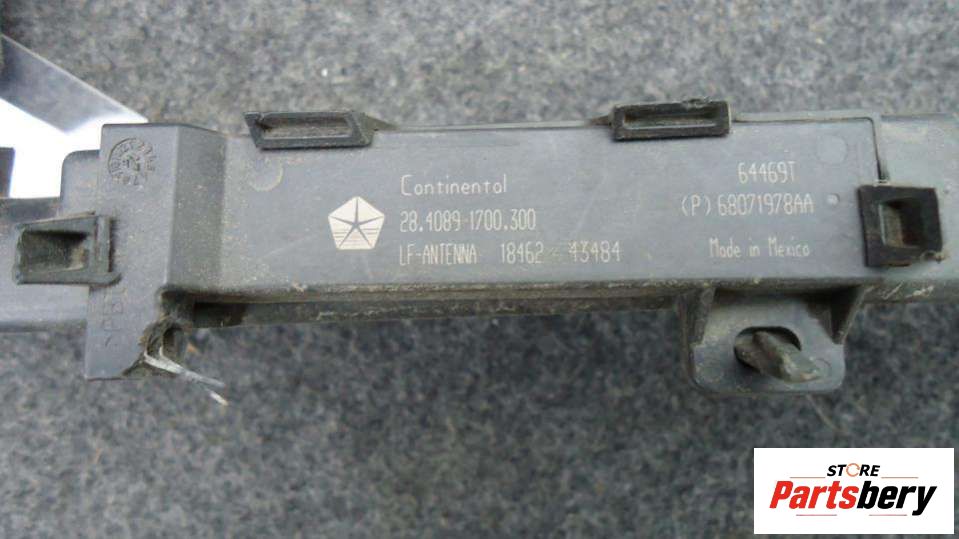 Continental
28.4089-1700.300
LF-ANTENNA 18462 43484
64469T
(P) 68071978AA
Made in Mexico
STORE
Partsbery